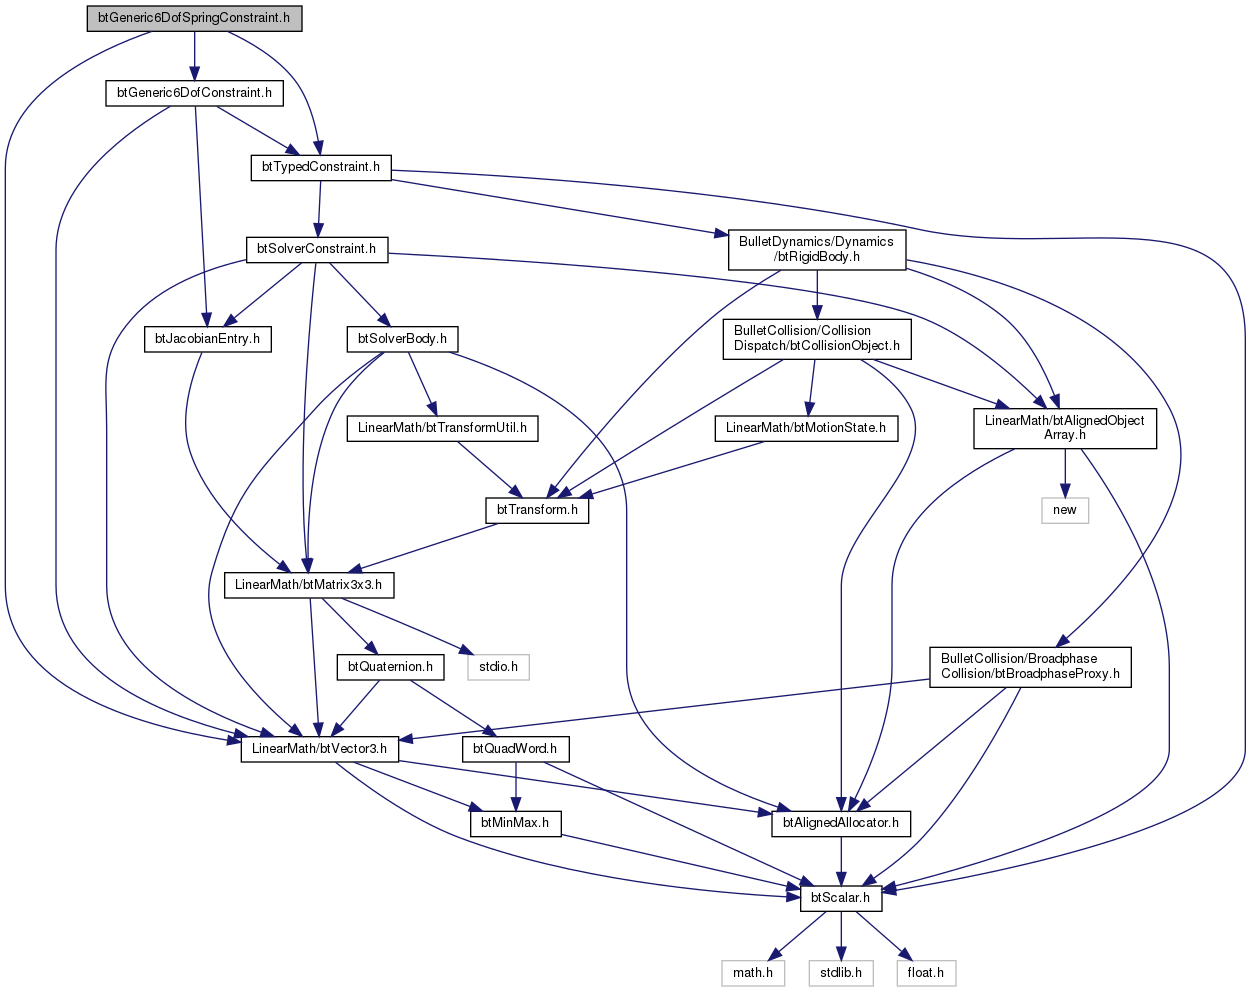 btGeneric6DofSpringConstraint.h
btGeneric6DofConstraint.h
btTypedConstraint.h
btSolverConstraint.h
BulletDynamics/Dynamics
/btRigidBody.h
btJacobianEntry.h
btSolverBody.h
BulletCollision/Collision
Dispatch/btCollisionObject.h
LinearMath/btTransformUtil.h
LinearMath/btMotionState.h
LinearMath/btAlignedObject
Array.h
btTransform.h
new
LinearMath/btMatrix3x3.h
btQuaternion.h
stdio.h
BulletCollision/Broadphase
Collision/btBroadphaseProxy.h
LinearMath/btVector3.h
btQuadWord.h
btMinMax.h
btAlignedAllocator.h
btScalar.h
math.h
stdlib.h
float.h